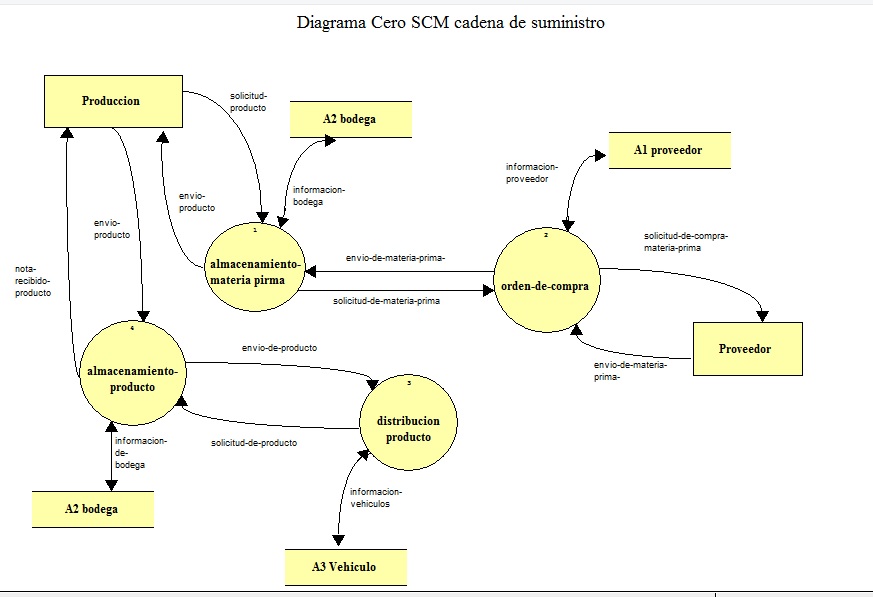 Diagrama Cero SCM cadena de suministro
Produccion
solicitud-
producto
A2 bodega
A1 proveedor
informacion-
proveedor
informacion-
bodega
envio-
producto
envio-
producto
1
almacenamiento-
materia pirma
envio-de-materia-prima-
solicitud-de-materia-prima
2
orden-de-compra
solicitud-de-compra-
materia-prima
nota-
recibido-
producto
Proveedor
envio-de-materia-
prima-
4
almacenamiento-
producto
envio-de-producto
3
distribucion
producto
solicitud-de-producto
informacion-
de-
bodega
informacion-
vehiculos
A2 bodega
A3 Vehiculo